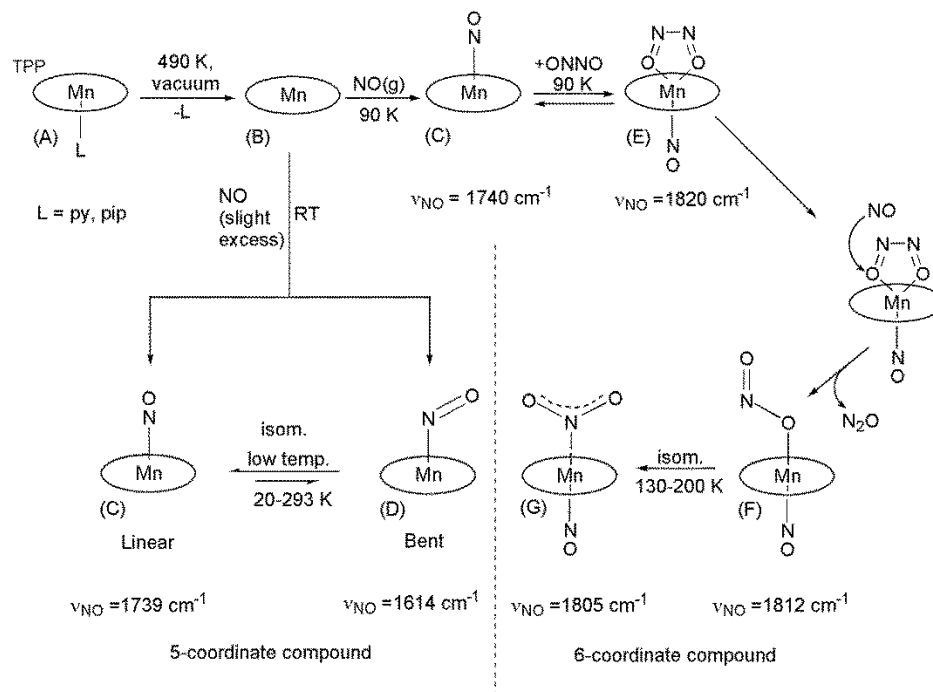 TPP
Mn
L
(A)
490 K,
vacuum
-L
Mn
(B)
NO(g)
90 K
O
N
Mn
(C)
+ONNO
90 K
N-N
O O
Mn
N
O
(E)
L = py, pip
NO
(slight
excess)
RT
νNO = 1740 cm⁻¹
νNO = 1820 cm⁻¹
NO
N-N
O O
Mn
N
O
N₂O
O
N
Mn
(C)
Linear
isom.
low temp.
20-293 K
N=O
Mn
(D)
Bent
O O
N
Mn
N
O
(G)
isom.
130-200 K
O
N
O
Mn
N
O
(F)
νNO =1739 cm⁻¹
νNO =1614 cm⁻¹
νNO =1805 cm⁻¹
νNO =1812 cm⁻¹
5-coordinate compound
6-coordinate compound